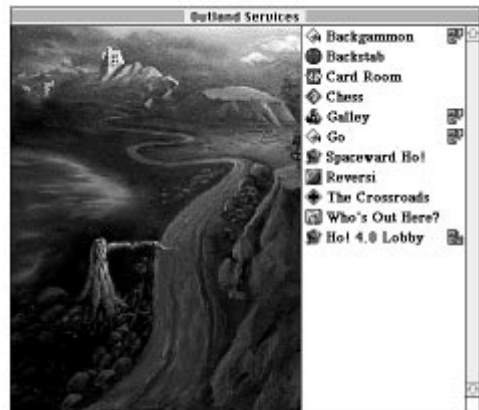 Outland Services
Backgammon
Backstab
Card Room
Chess
Galley
Go
Spaceward Ho!
Reversi
The Crossroads
Who's Out Here?
Ho! 4.0 Lobby